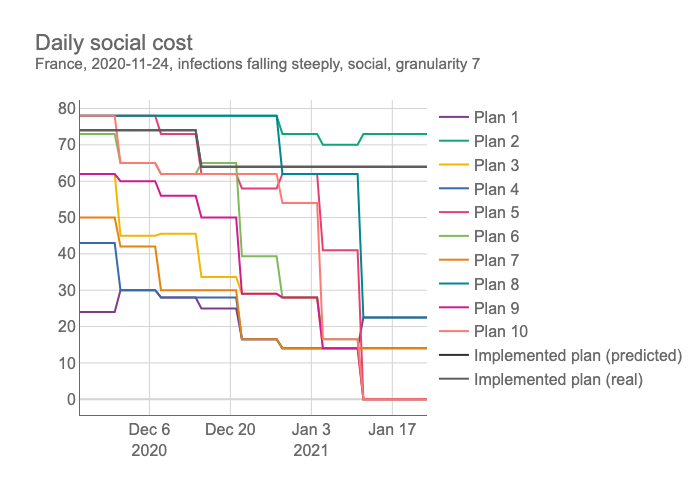 Daily social cost
France, 2020-11-24, infections falling steeply, social, granularity 7
80
70
60
50
40
30
20
10
0
Dec 6
2020
Dec 20
Jan 3
2021
Jan 17
Plan 1
Plan 2
Plan 3
Plan 4
Plan 5
Plan 6
Plan 7
Plan 8
Plan 9
Plan 10
Implemented plan (predicted)
Implemented plan (real)